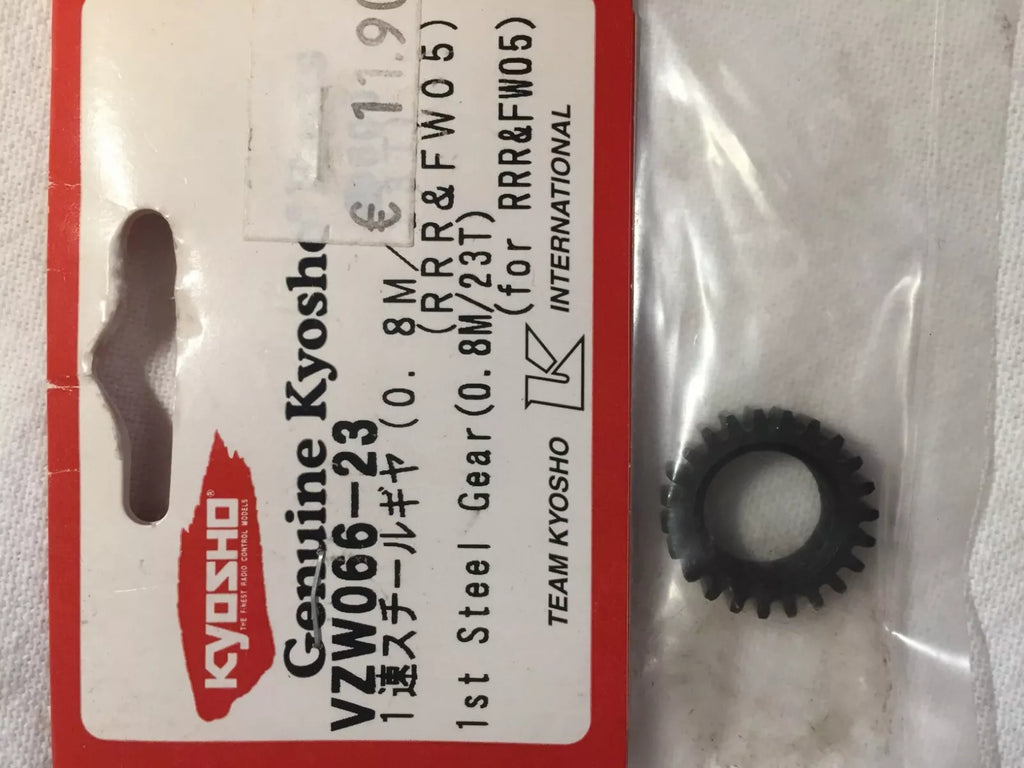 KYOSHO®
THE FINEST RADIO CONTROL MODELS
Genuine Kyosho
€ 11.90
VZW066-23
1速スチールギヤ(0.8M/
(RRR&FW05)
1st Steel Gear(0.8M/23T)
(for RRR&FW05)
TEAM KYOSHO K INTERNATIONAL